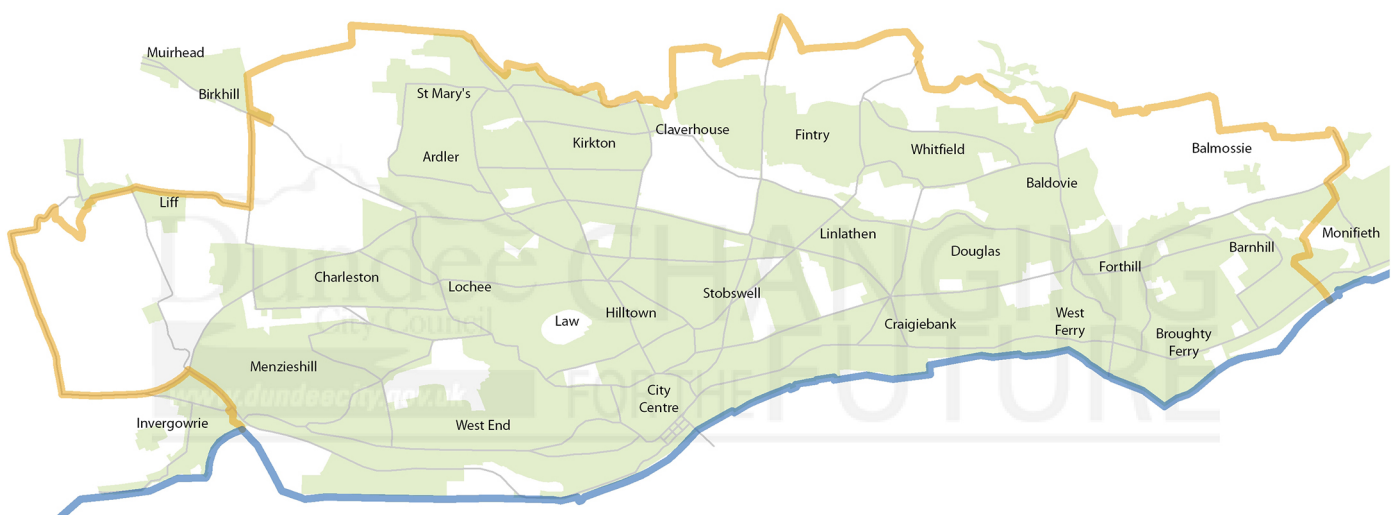 Muirhead
Birkhill
St Mary's
Claverhouse
Kirkton
Fintry
Whitfield
Balmossie
Ardler
Baldovie
Liff
Linlathen
Monifieth
Douglas
Barnhill
Charleston
Forthill
Lochee
Stobswell
Law
Hilltown
West
Ferry
Craigiebank
Broughty
Ferry
Menzieshill
City
Centre
Invergowrie
West End
Dundee
City Council
www.dundeecity.gov.uk
CHANGING
FOR THE FUTURE